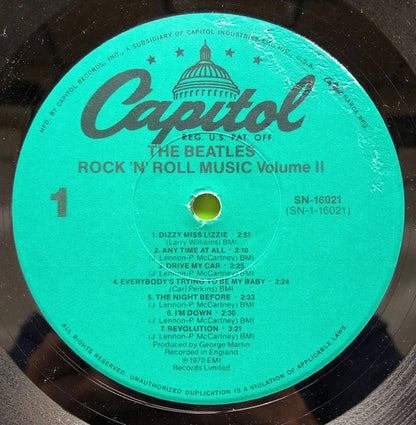 MFG. BY CAPITOL RECORDS, INC., A SUBSIDIARY OF CAPITOL INDUSTRIES-EMI, INC., U.S.A.
Capitol
MARCA REG.
Capitol
REG. U.S. PAT. OFF.
THE BEATLES
ROCK 'N' ROLL MUSIC Volume II
1
SN-16021
(SN-1-16021)
1. DIZZY MISS LIZZIE · 2:51
(Larry Williams) BMI
2. ANY TIME AT ALL · 2:10
(J. Lennon-P. McCartney) BMI
3. DRIVE MY CAR · 2:25
(J. Lennon-P. McCartney) BMI
4. EVERYBODY'S TRYING TO BE MY BABY · 2:24
(Carl Perkins) BMI
5. THE NIGHT BEFORE · 2:33
(J. Lennon-P. McCartney) BMI
6. I'M DOWN · 2:30
(J. Lennon-P. McCartney) BMI
7. REVOLUTION · 3:21
(J. Lennon-P. McCartney) BMI
Produced by George Martin
Recorded in England
℗1970 EMI
Records Limited
ALL RIGHTS RESERVED. UNAUTHORIZED DUPLICATION IS A VIOLATION OF APPLICABLE LAWS.